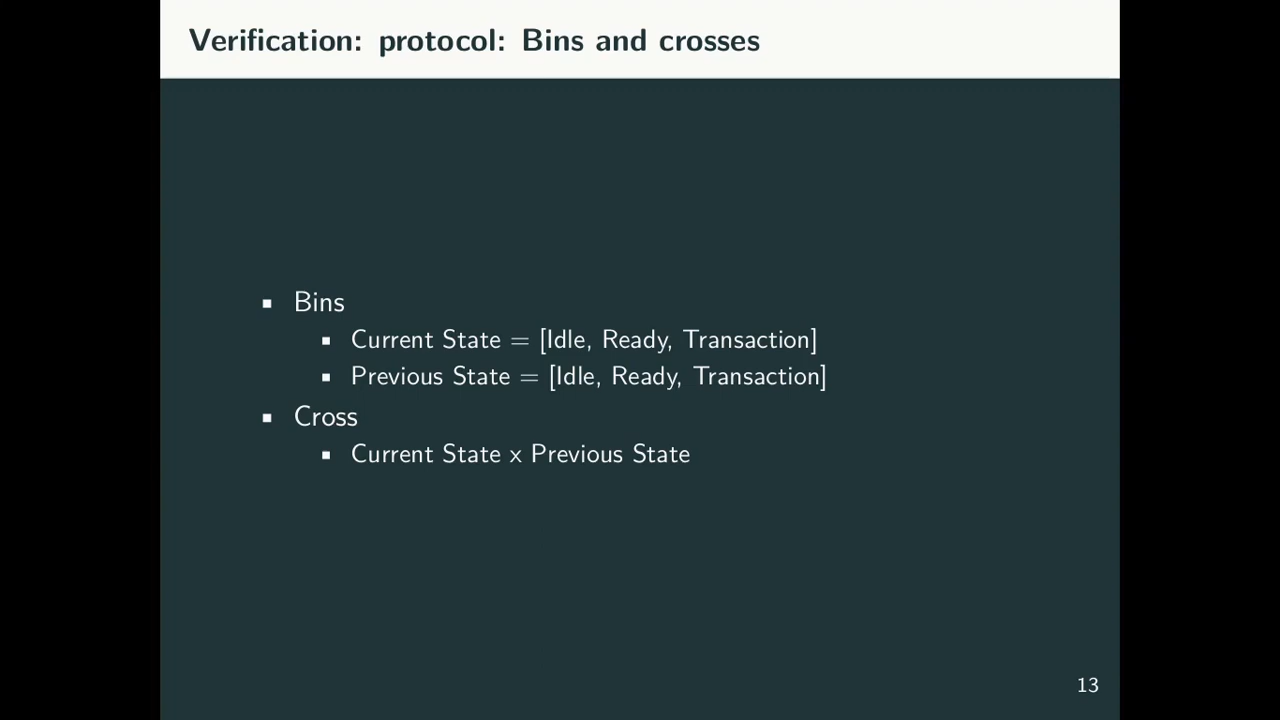 Verification: protocol: Bins and crosses
▪ Bins
▪ Current State = [Idle, Ready, Transaction]
▪ Previous State = [Idle, Ready, Transaction]
▪ Cross
▪ Current State x Previous State
13